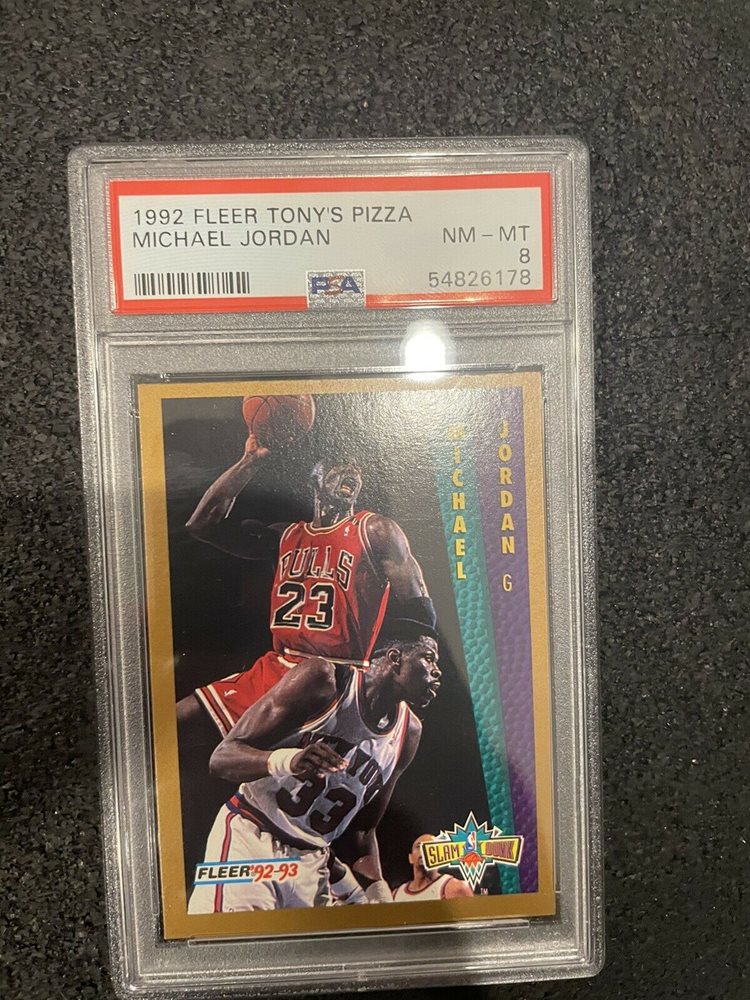 1992 FLEER TONY'S PIZZA
MICHAEL JORDAN
NM - MT
8
PSA
54826178
MICHAEL
JORDAN G
BULLS
23
33
SLAM DUNK
TM
FLEER '92-93